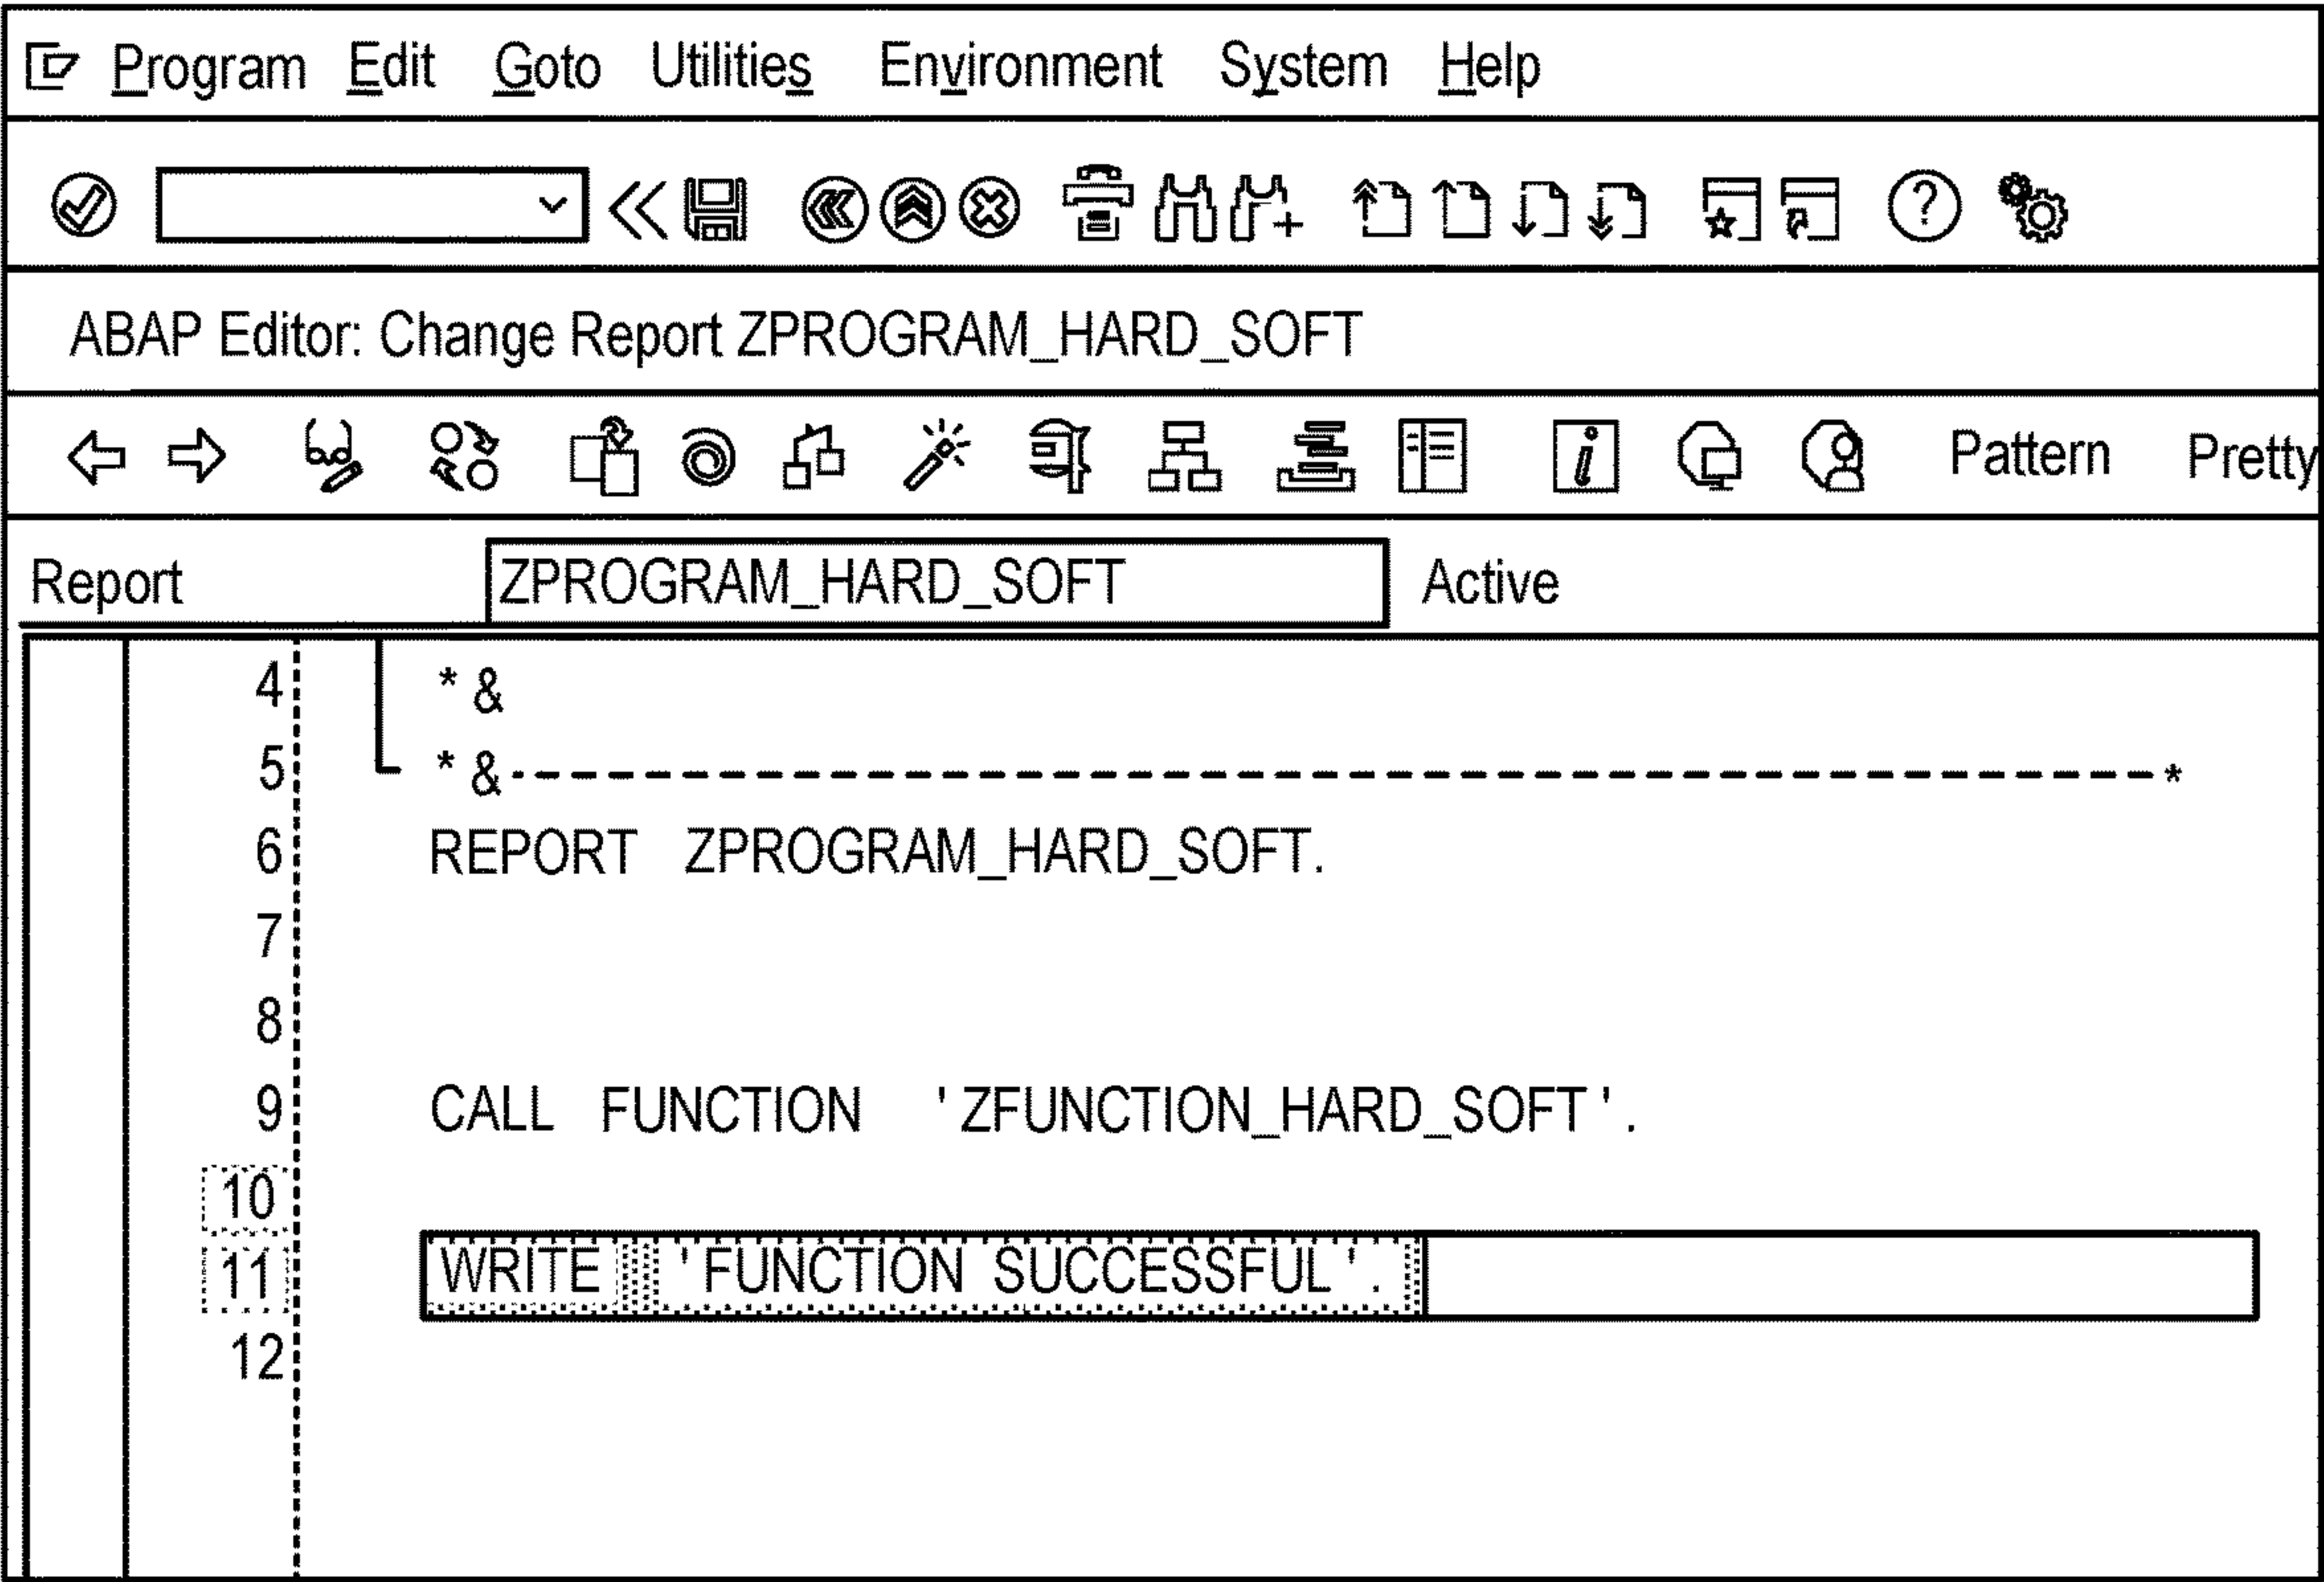 Program Edit Goto Utilities Environment System Help
ABAP Editor: Change Report ZPROGRAM_HARD_SOFT
Pattern Pretty
Report ZPROGRAM_HARD_SOFT Active
4 * &
5 * & - - - - - - - - - - - - - - - - - - - - - - - - - - - - - - - - - - - - - - - - - - - - - *
6 REPORT ZPROGRAM_HARD_SOFT.
7
8
9 CALL FUNCTION 'ZFUNCTION_HARD_SOFT'.
10
11 WRITE 'FUNCTION SUCCESSFUL'.
12